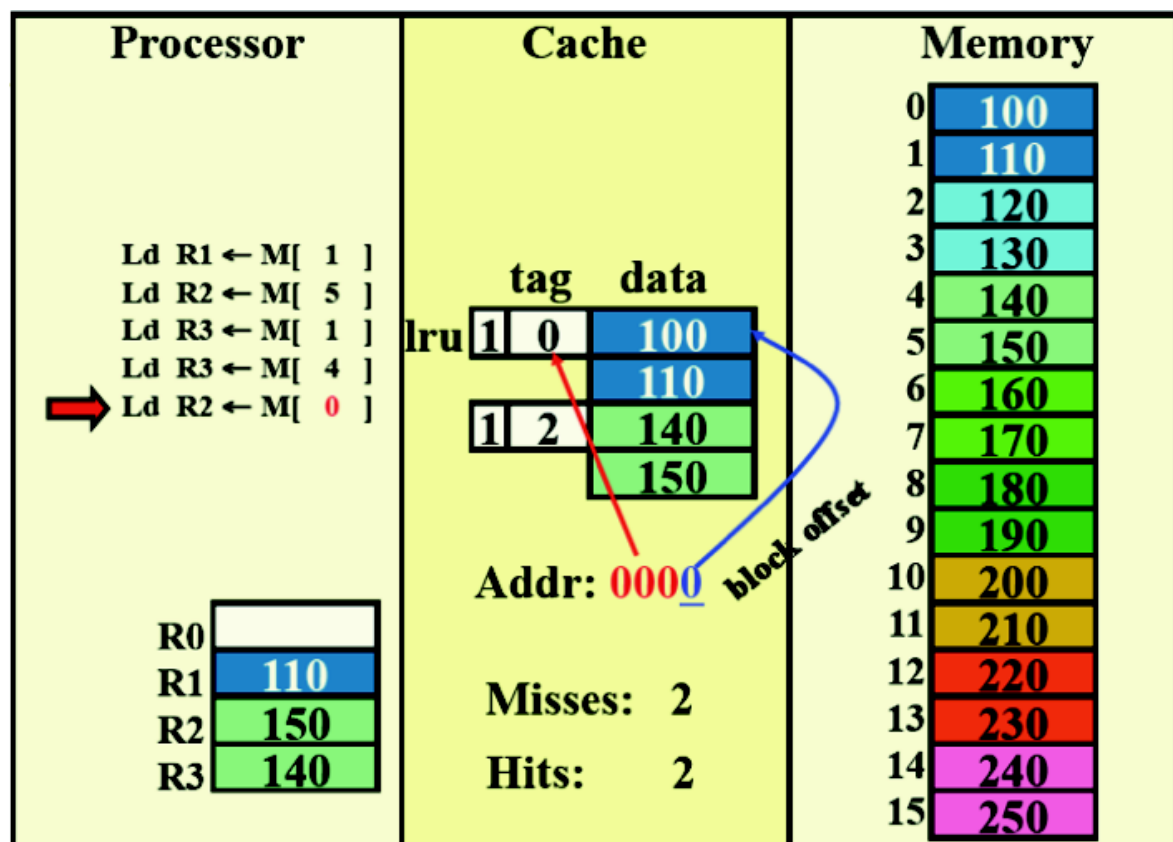 Processor
Ld R1 ← M[ 1 ]
Ld R2 ← M[ 5 ]
Ld R3 ← M[ 1 ]
Ld R3 ← M[ 4 ]
Ld R2 ← M[ 0 ]
R0
R1 110
R2 150
R3 140
Cache
tag data
lru 1 0 100
110
1 2 140
150
Addr: 0000
block offset
Misses: 2
Hits: 2
Memory
0 100
1 110
2 120
3 130
4 140
5 150
6 160
7 170
8 180
9 190
10 200
11 210
12 220
13 230
14 240
15 250